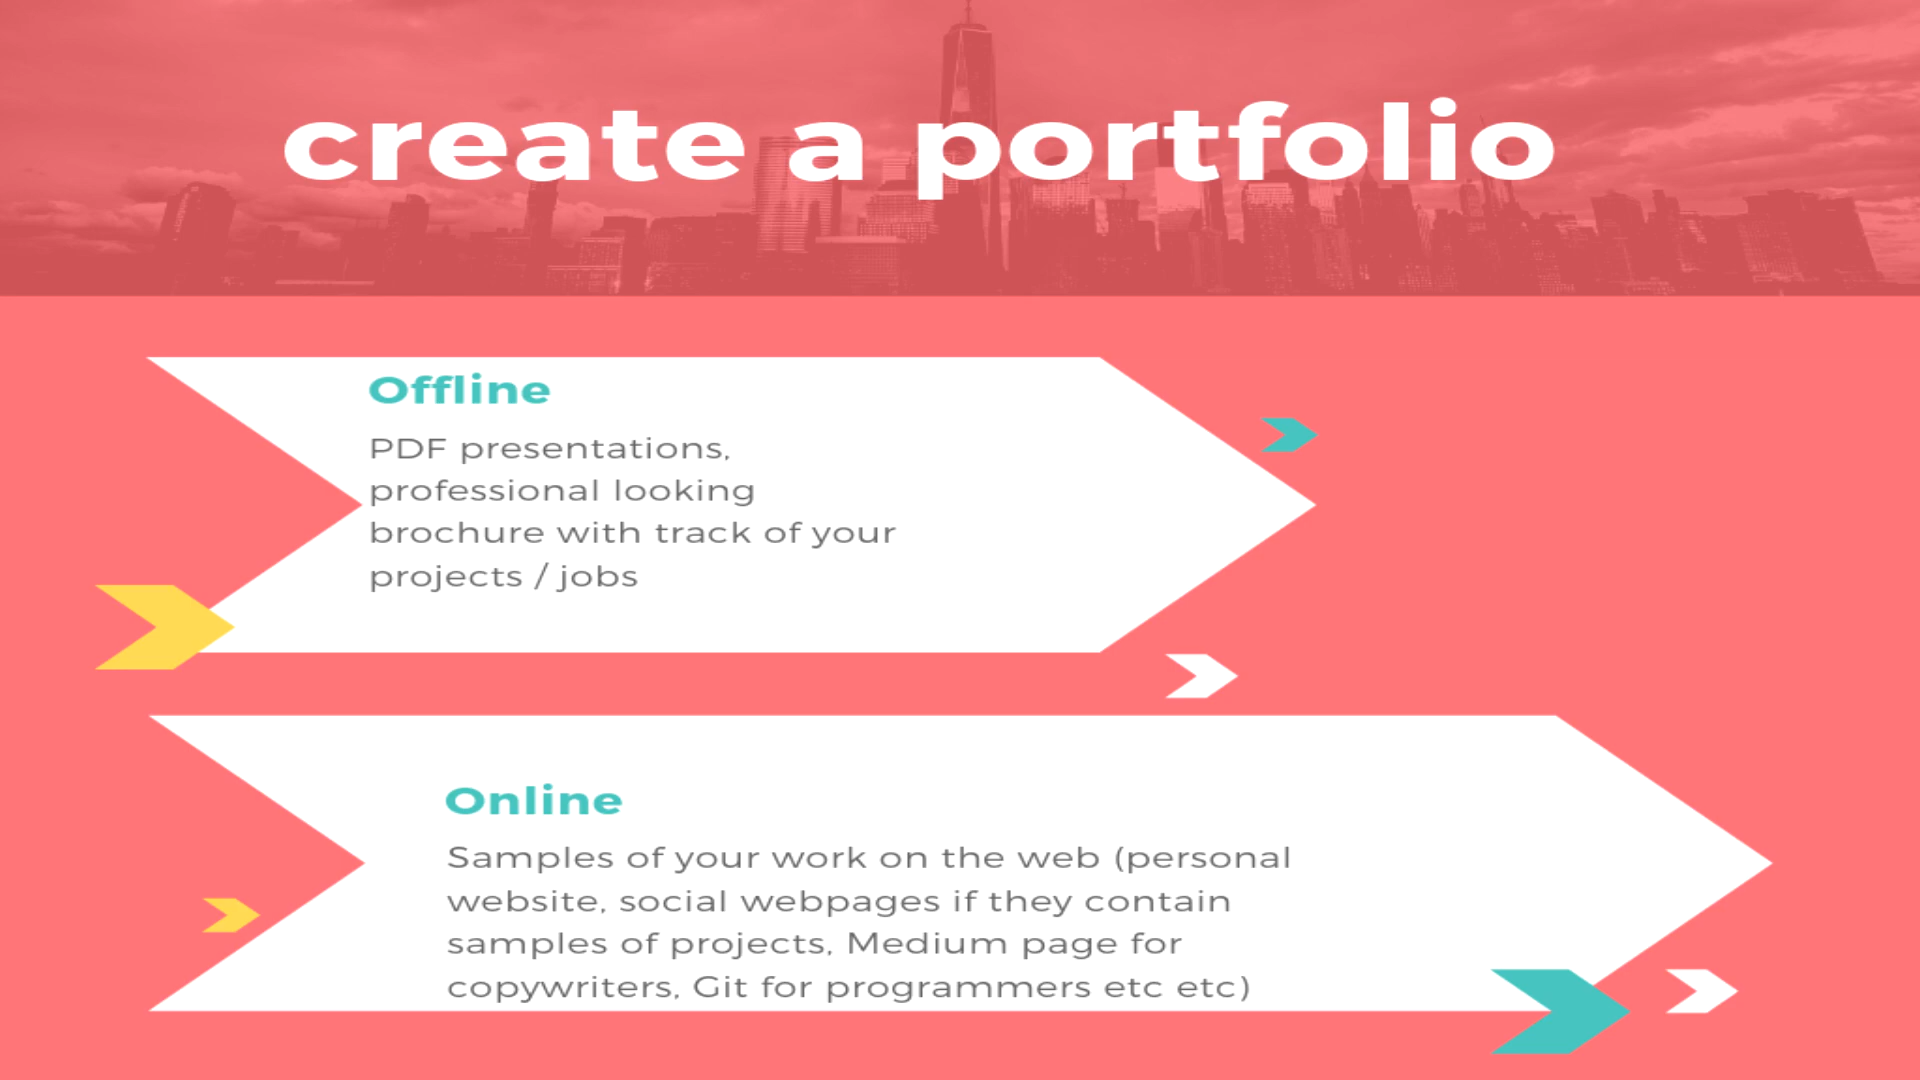 create a portfolio
Offline
PDF presentations,
professional looking
brochure with track of your
projects / jobs
Online
Samples of your work on the web (personal
website, social webpages if they contain
samples of projects, Medium page for
copywriters, Git for programmers etc etc)